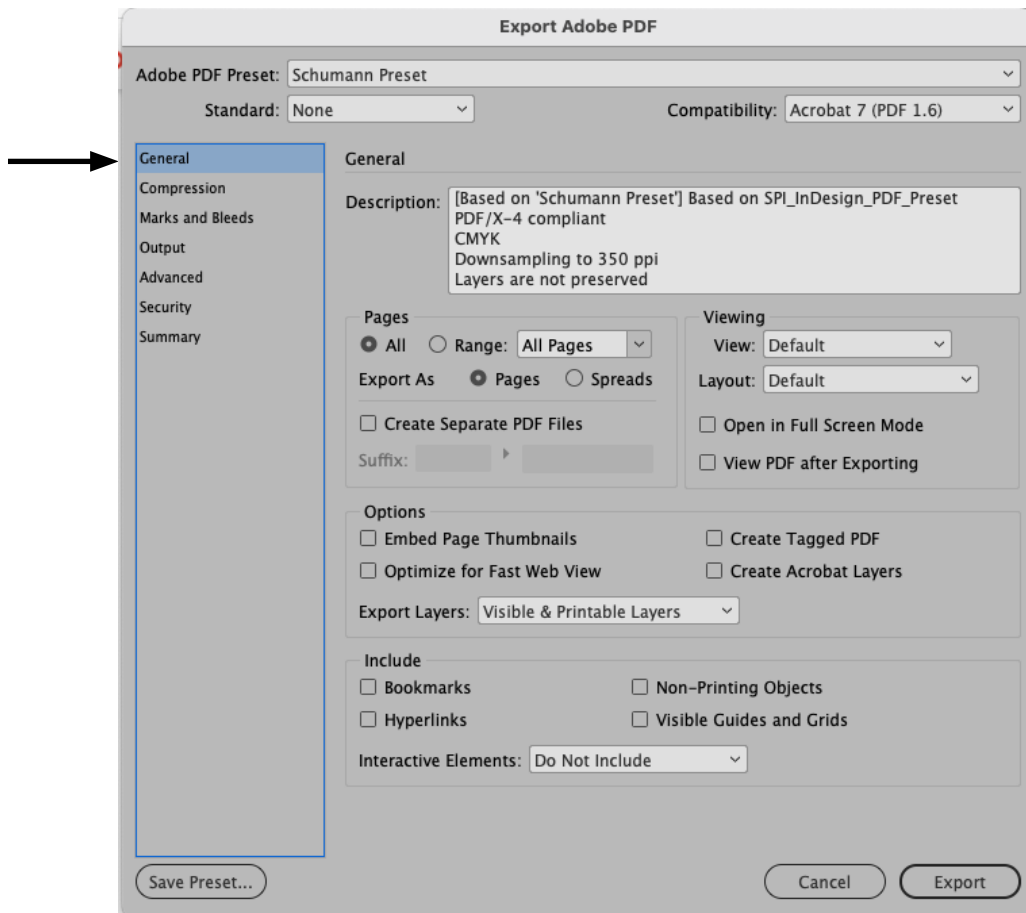 Export Adobe PDF
Adobe PDF Preset: Schumann Preset
Standard: None Compatibility: Acrobat 7 (PDF 1.6)
General
Compression
Marks and Bleeds
Output
Advanced
Security
Summary
General
Description: [Based on 'Schumann Preset'] Based on SPI_InDesign_PDF_Preset
PDF/X-4 compliant
CMYK
Downsampling to 350 ppi
Layers are not preserved
Pages
All Range: All Pages
Export As Pages Spreads
Create Separate PDF Files
Suffix:
Viewing
View: Default
Layout: Default
Open in Full Screen Mode
View PDF after Exporting
Options
Embed Page Thumbnails Create Tagged PDF
Optimize for Fast Web View Create Acrobat Layers
Export Layers: Visible & Printable Layers
Include
Bookmarks Non-Printing Objects
Hyperlinks Visible Guides and Grids
Interactive Elements: Do Not Include
Save Preset... Cancel Export